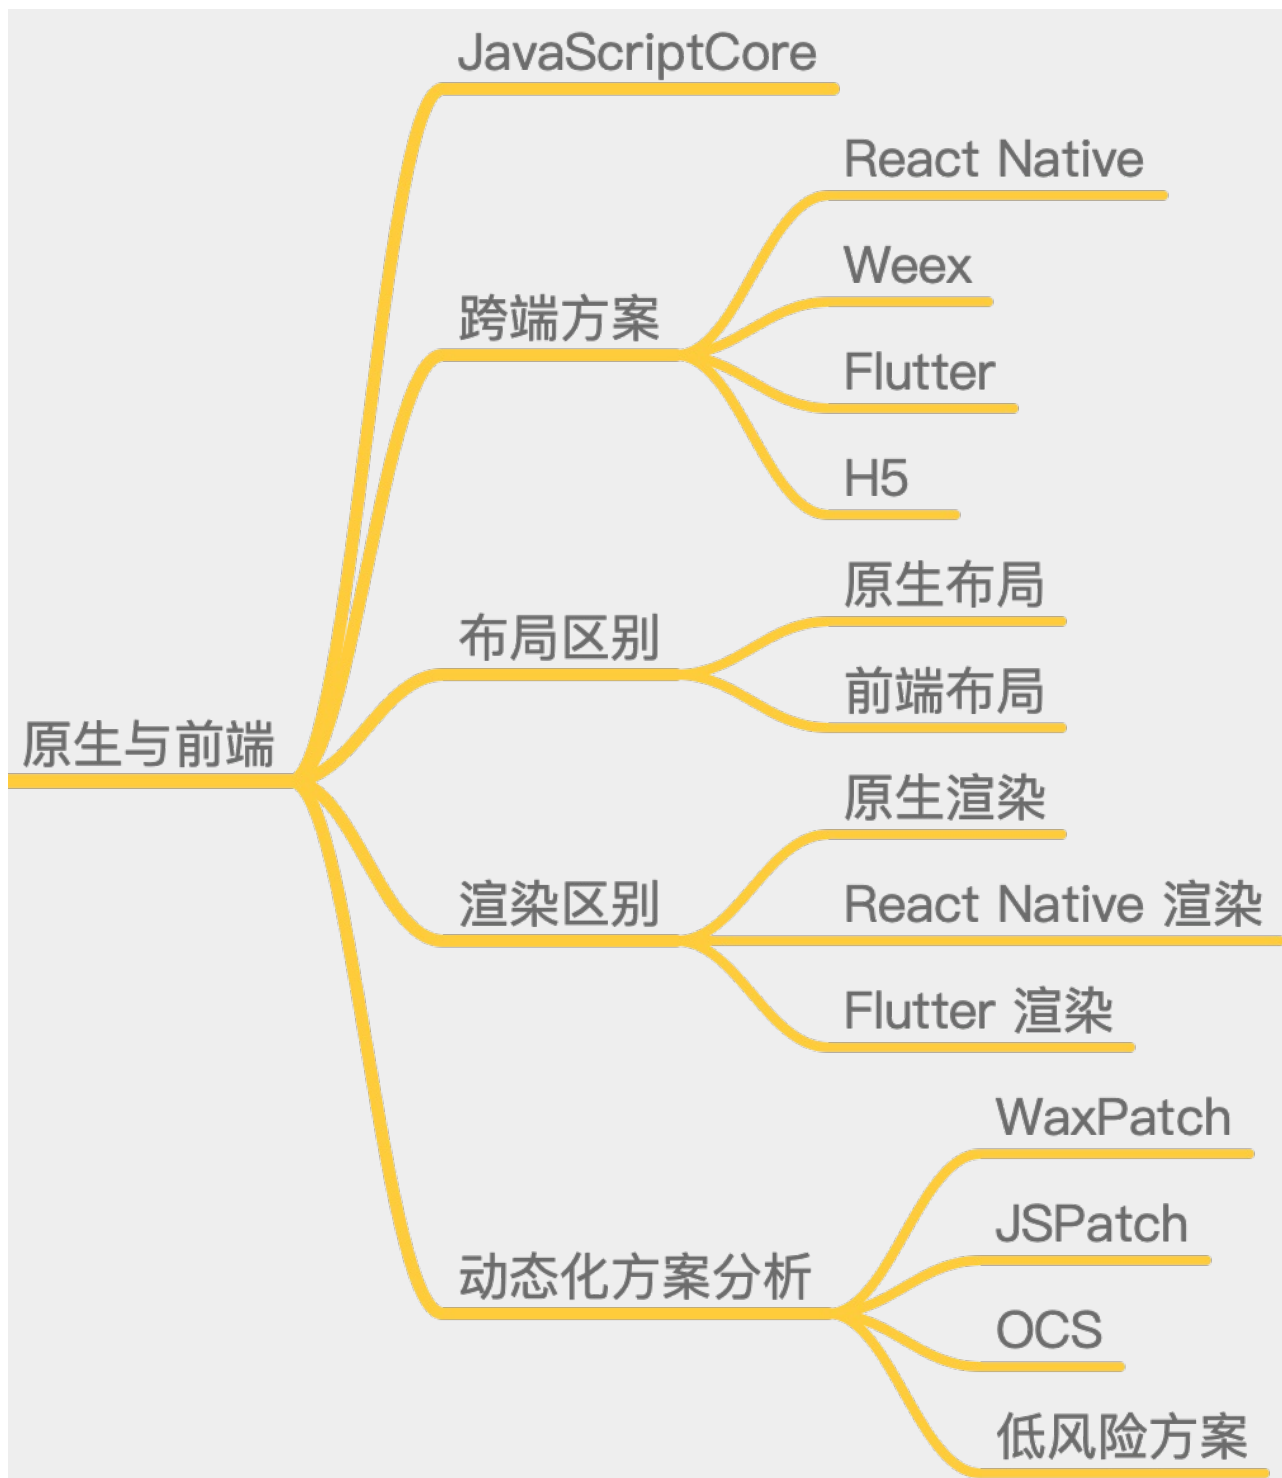 JavaScriptCore
React Native
Weex
跨端方案
Flutter
H5
原生布局
布局区别
前端布局
原生与前端
原生渲染
渲染区别
React Native 渲染
Flutter 渲染
WaxPatch
JSPatch
动态化方案分析
OCS
低风险方案